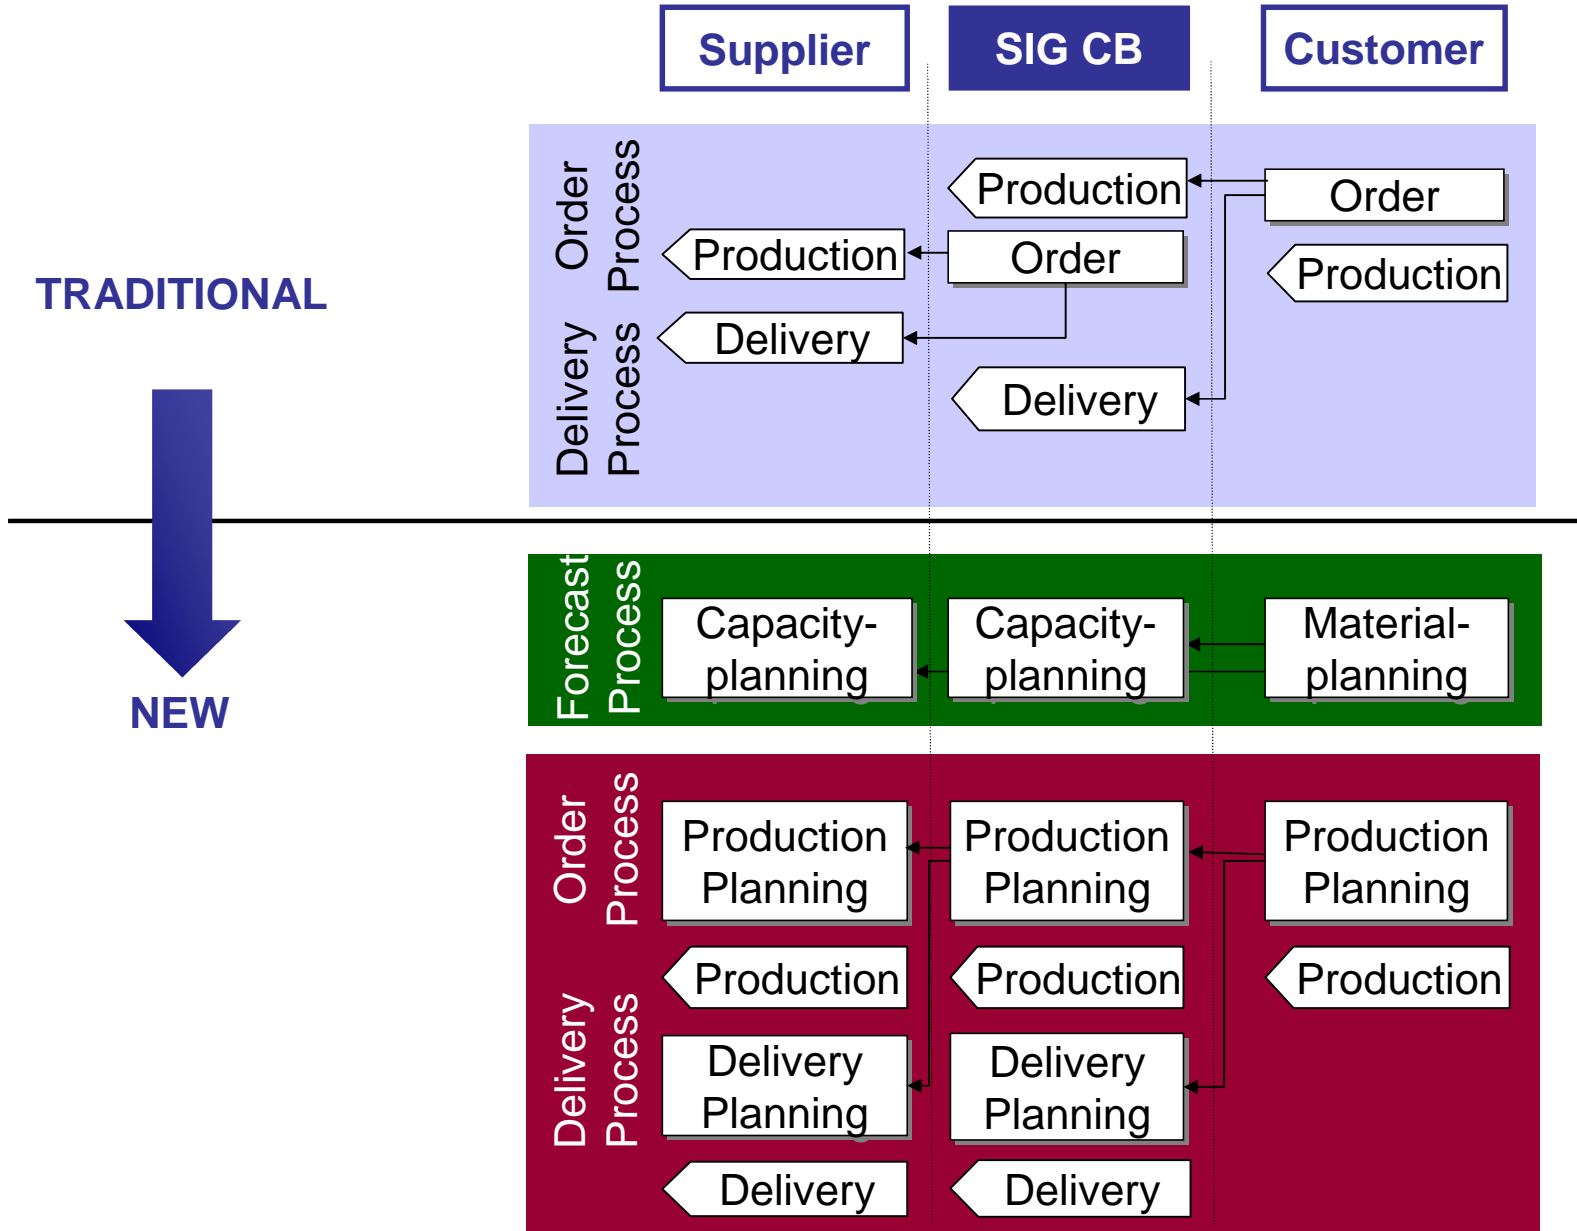 Supplier
SIG CB
Customer
TRADITIONAL
Order
Process
Production
Order
Production
Order
Production
Delivery
Process
Delivery
Delivery
NEW
Forecast
Process
Capacity-
planning
Capacity-
planning
Material-
planning
Order
Process
Production
Planning
Production
Planning
Production
Planning
Production
Production
Production
Delivery
Process
Delivery
Planning
Delivery
Planning
Delivery
Delivery